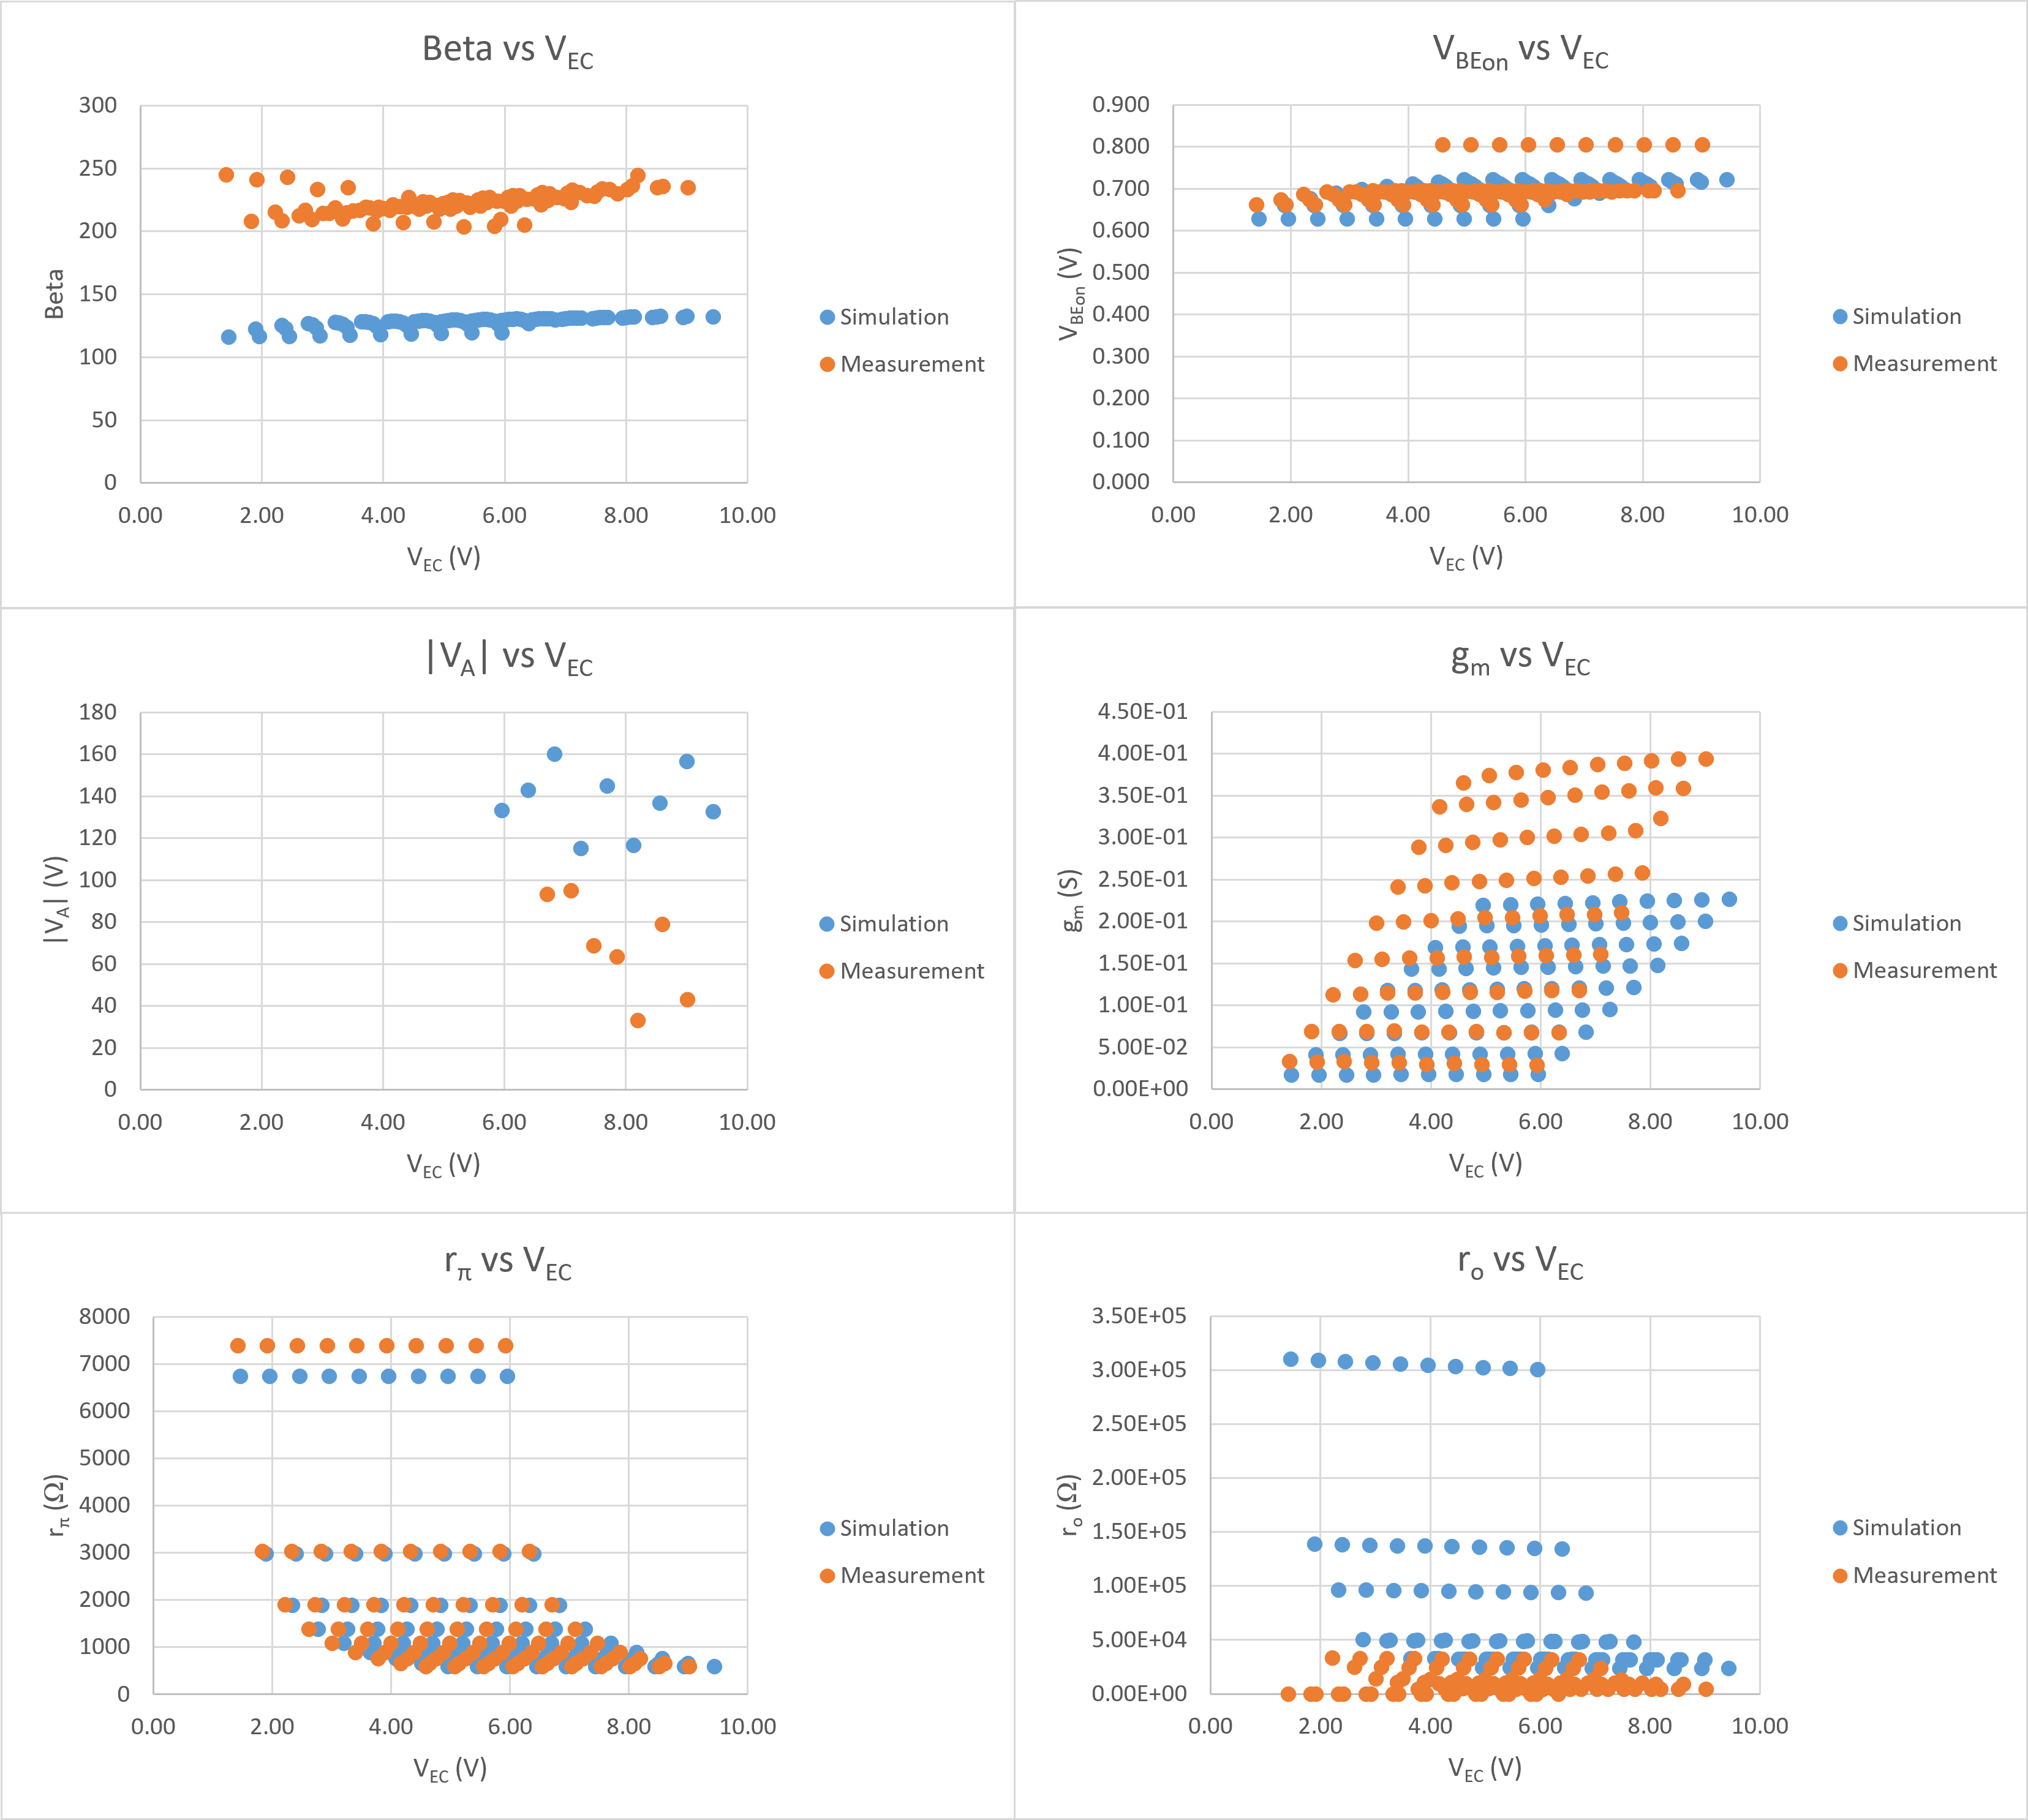 Beta vs VEC
300
250
200
150
100
50
0
Beta
0.00 2.00 4.00 6.00 8.00 10.00
VEC (V)
Simulation
Measurement
VBEon vs VEC
0.900
0.800
0.700
0.600
0.500
0.400
0.300
0.200
0.100
0.000
VBEon (V)
0.00 2.00 4.00 6.00 8.00 10.00
VEC (V)
Simulation
Measurement
|VA| vs VEC
180
160
140
120
100
80
60
40
20
0
|VA| (V)
0.00 2.00 4.00 6.00 8.00 10.00
VEC (V)
Simulation
Measurement
gm vs VEC
4.50E-01
4.00E-01
3.50E-01
3.00E-01
2.50E-01
2.00E-01
1.50E-01
1.00E-01
5.00E-02
0.00E+00
gm (S)
0.00 2.00 4.00 6.00 8.00 10.00
VEC (V)
Simulation
Measurement
rπ vs VEC
8000
7000
6000
5000
4000
3000
2000
1000
0
rπ (Ω)
0.00 2.00 4.00 6.00 8.00 10.00
VEC (V)
Simulation
Measurement
ro vs VEC
3.50E+05
3.00E+05
2.50E+05
2.00E+05
1.50E+05
1.00E+05
5.00E+04
0.00E+00
ro (Ω)
0.00 2.00 4.00 6.00 8.00 10.00
VEC (V)
Simulation
Measurement